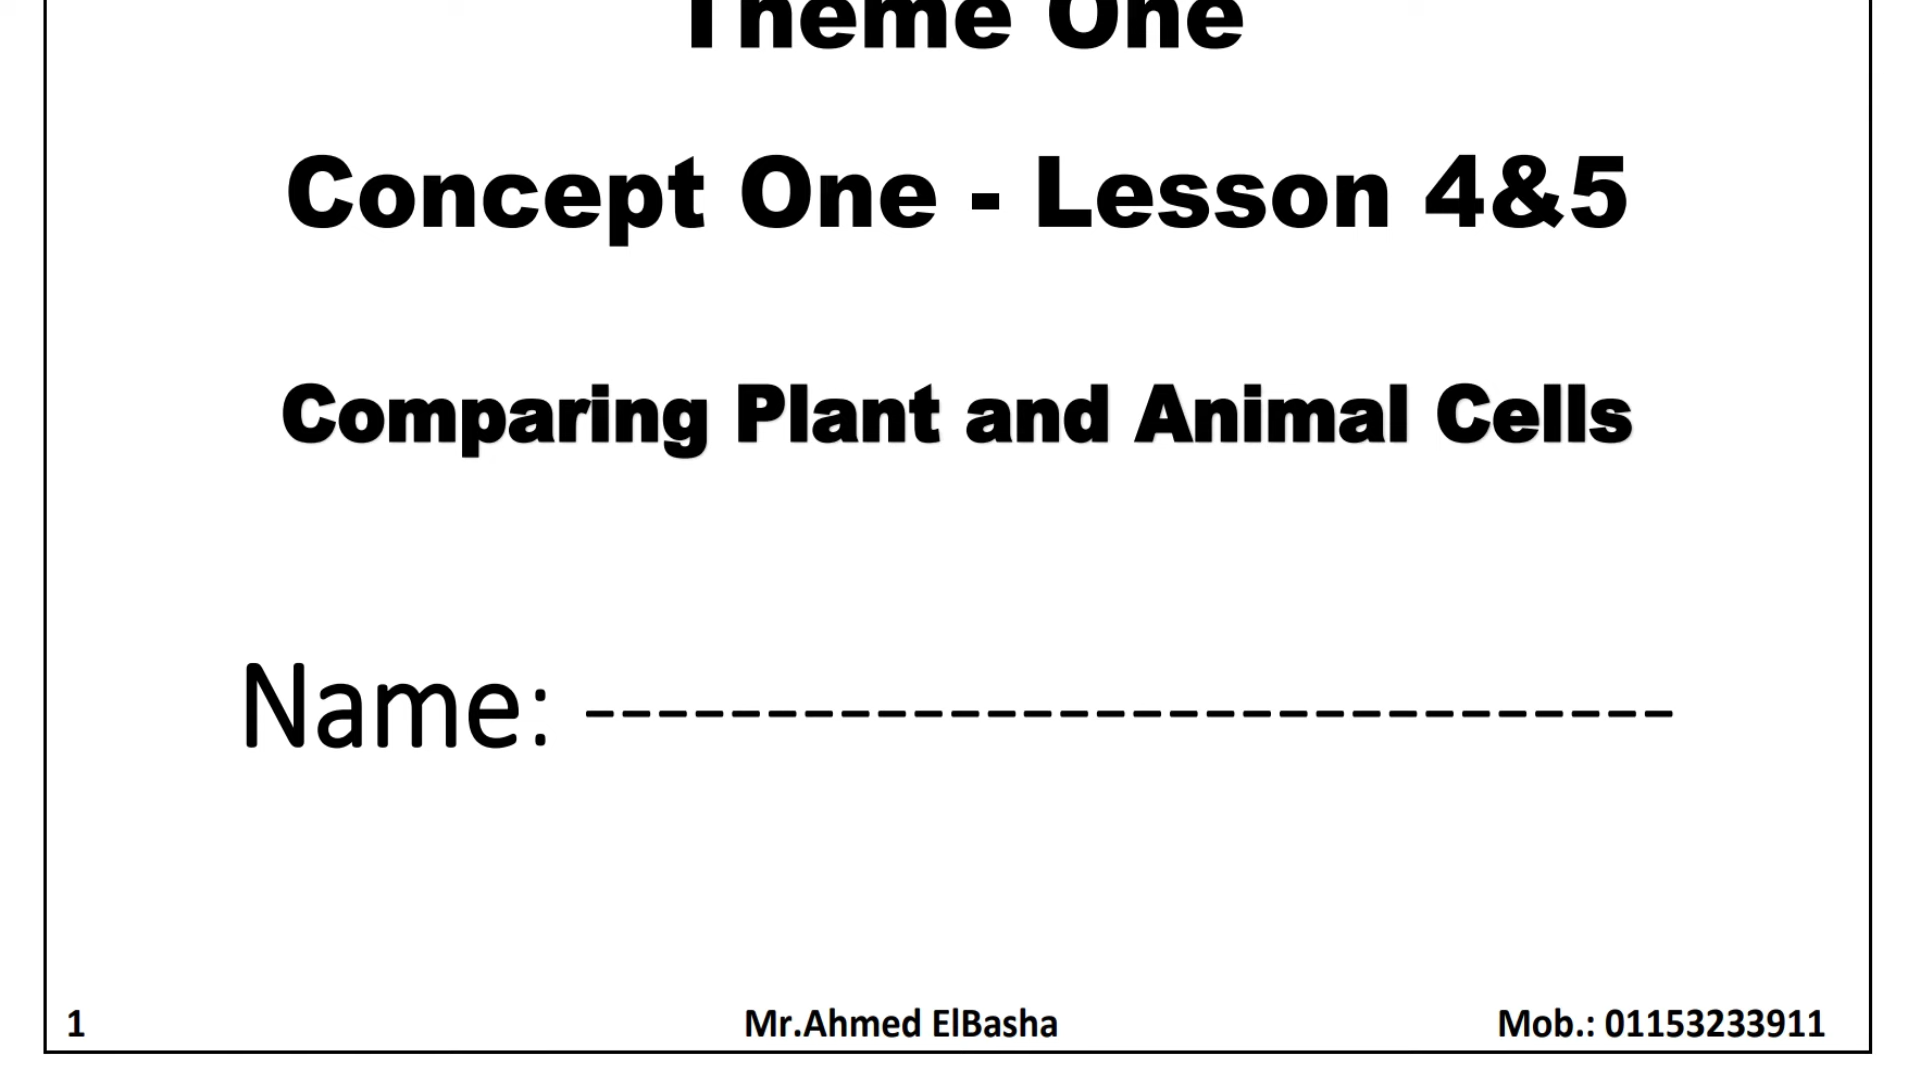 Theme One
Concept One - Lesson 4&5
Comparing Plant and Animal Cells
Name: ------------------------------
1 Mr.Ahmed ElBasha Mob.: 01153233911